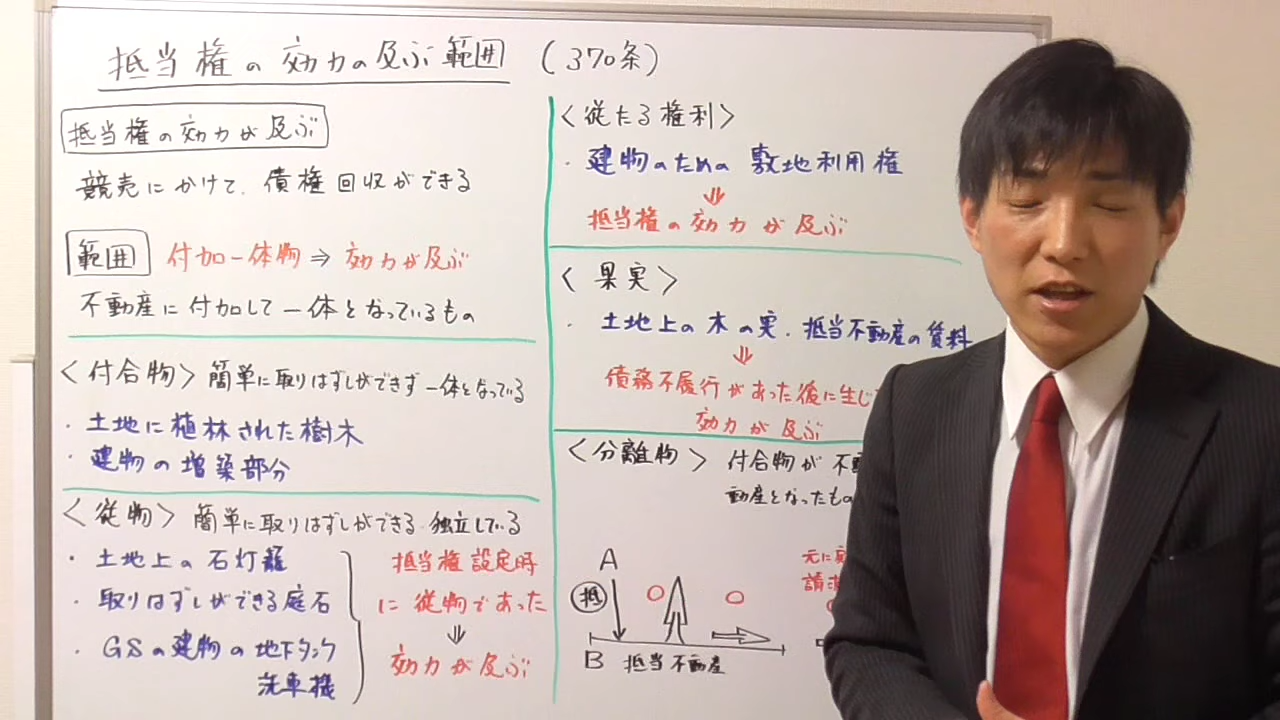 抵当権の効力の及ぶ範囲 (370条)
抵当権の効力が及ぶ
競売にかけて、債権回収ができる
範囲 付加一体物⇒効力が及ぶ
不動産に付加して一体となっているもの
<付合物> 簡単に取りはずしができず一体となっている
・土地に植林された樹木
・建物の増築部分
<従物> 簡単に取りはずしができる・独立している
・土地上の石灯籠
・取りはずしができる庭石
・GSの建物の地下タンク
洗車機
抵当権設定時
に従物であった
⇓
効力が及ぶ
<従たる権利>
・建物のための敷地利用権
⇓
抵当権の効力が及ぶ
<果実>
・土地上の木の実・抵当不動産の賃料
⇓
債務不履行があった後に生じ
効力が及ぶ
<分離物> 付合物が不
動産となったもの
A
抵 ○ ○
B 抵当不動産
元に
請